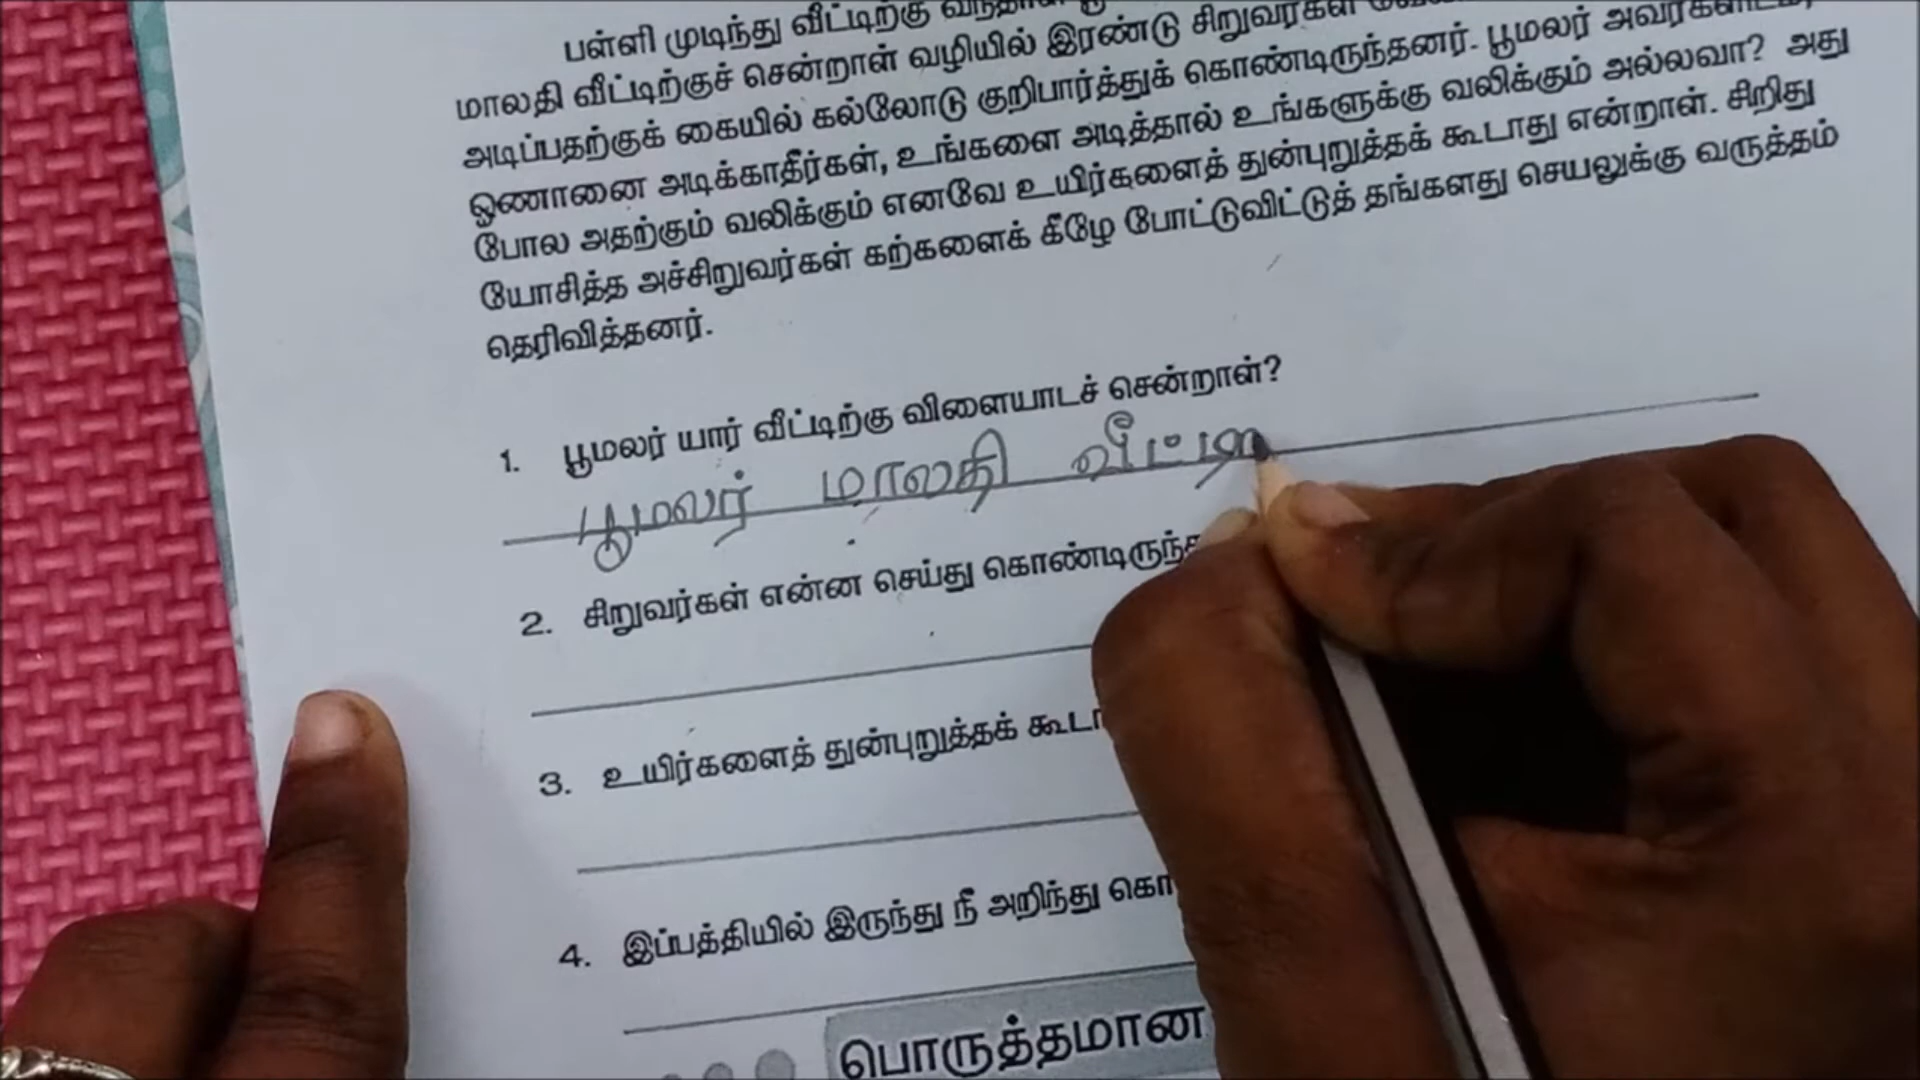 பள்ளி முடிந்து வீட்டிற்கு
மாலதி வீட்டிற்குச் சென்றாள் வழியில் இரண்டு சிறுவர்கள்
அடிப்பதற்குக் கையில் கல்லோடு குறிபார்த்துக் கொண்டிருந்தனர். பூமலர்
ஓணானை அடிக்காதீர்கள், உங்களை அடித்தால் உங்களுக்கு வலிக்கும் அல்லவா? அது
போல அதற்கும் வலிக்கும் எனவே உயிர்களைத் துன்புறுத்தக் கூடாது என்றாள். சிறிது
யோசித்த அச்சிறுவர்கள் கற்களைக் கீழே போட்டுவிட்டுத் தங்களது செயலுக்கு வருத்தம்
தெரிவித்தனர்.
1. பூமலர் யார் வீட்டிற்கு விளையாடச் சென்றாள்?
பூமலர் மாலதி
2. சிறுவர்கள் என்ன செய்து
3. உயிர்களைத் துன்புறுத்தக்
4. இப்பத்தியில் இருந்து நீ அறிந்து
பொருத்தமான